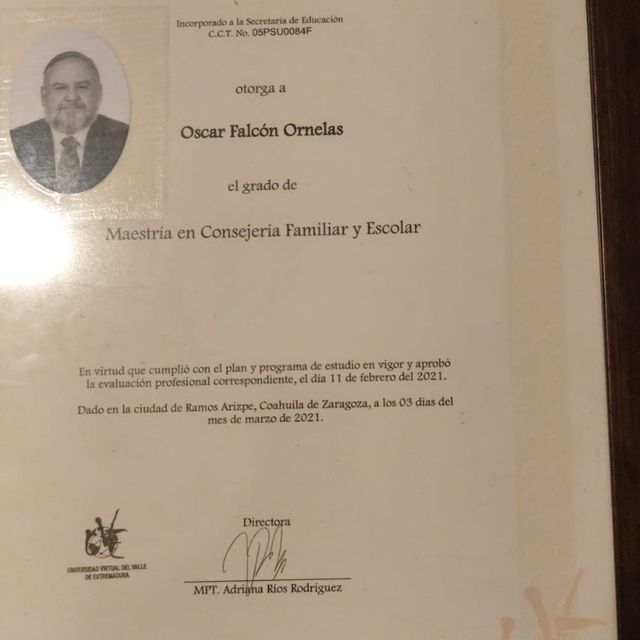 Incorporado a la Secretaría de Educación
C.C.T. No. 05PSU0084F
otorga a
Oscar Falcón Ornelas
el grado de
Maestría en Consejería Familiar y Escolar
En virtud que cumplió con el plan y programa de estudio en vigor y aprobó
la evaluación profesional correspondiente, el día 11 de febrero del 2021.
Dado en la ciudad de Ramos Arizpe, Coahuila de Zaragoza, a los 03 días del
mes de marzo de 2021.
Directora
MPT. Adriana Ríos Rodríguez
UNIVERSIDAD VIRTUAL DEL VALLE
DE EXTREMADURA